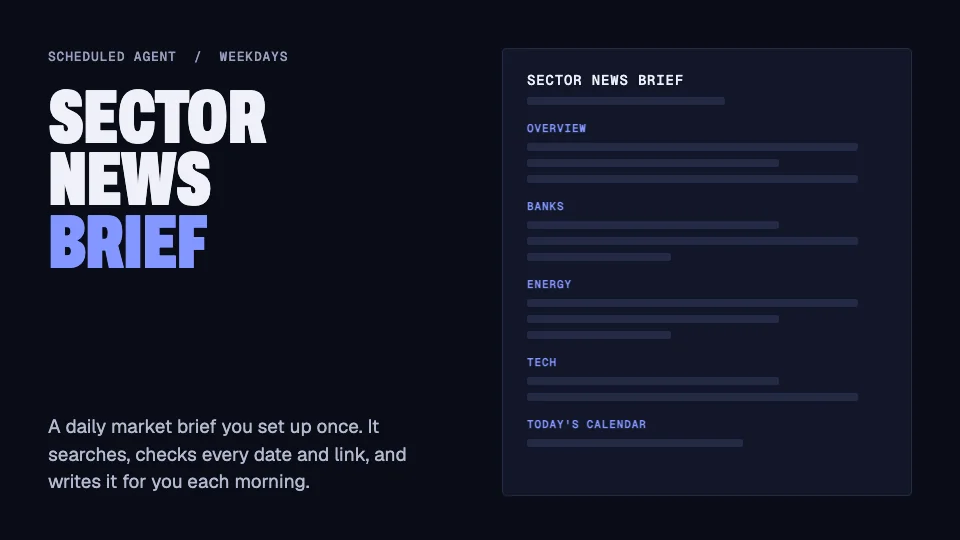 SCHEDULED AGENT / WEEKDAYS
SECTOR
NEWS
BRIEF
A daily market brief you set up once. It
searches, checks every date and link, and
writes it for you each morning.
SECTOR NEWS BRIEF
OVERVIEW
BANKS
ENERGY
TECH
TODAY'S CALENDAR